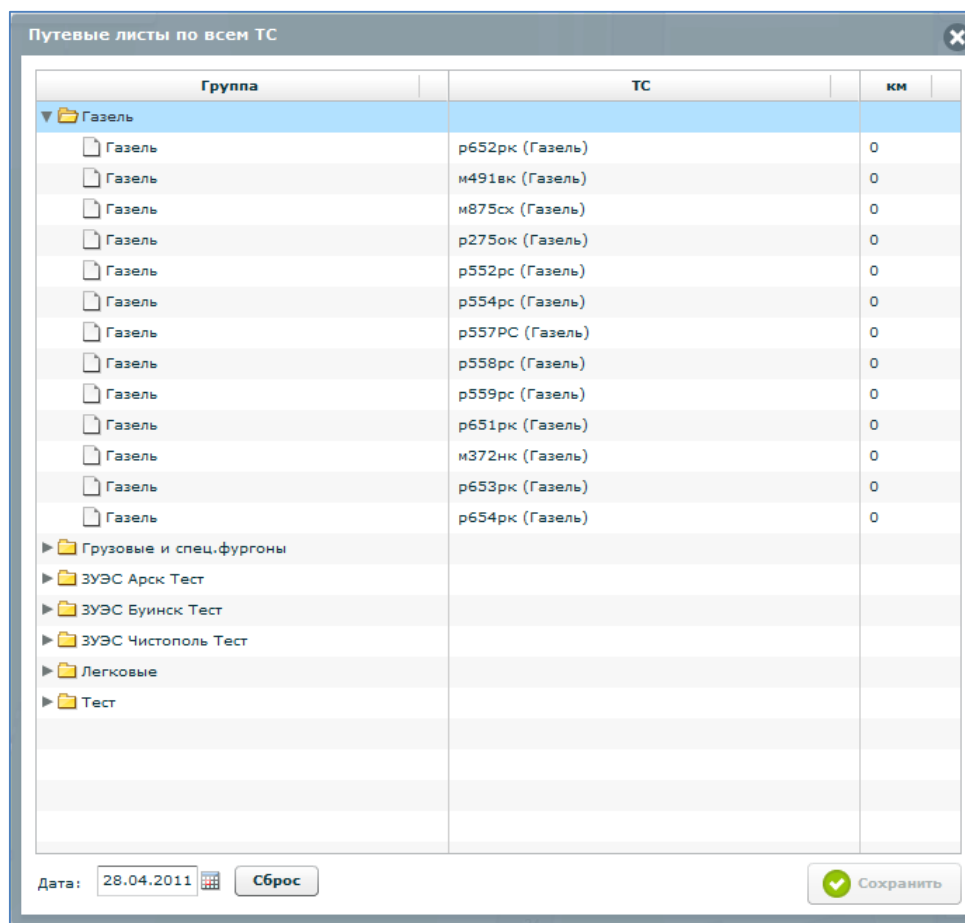 Путевые листы по всем ТС
Группа ТС км
Газель
Газель р652рк (Газель) 0
Газель м491вк (Газель) 0
Газель м875сх (Газель) 0
Газель р275ок (Газель) 0
Газель р552рс (Газель) 0
Газель р554рс (Газель) 0
Газель р557РС (Газель) 0
Газель р558рс (Газель) 0
Газель р559рс (Газель) 0
Газель р651рк (Газель) 0
Газель м372нк (Газель) 0
Газель р653рк (Газель) 0
Газель р654рк (Газель) 0
Грузовые и спец.фургоны
ЗУЭС Арск Тест
ЗУЭС Буинск Тест
ЗУЭС Чистополь Тест
Легковые
Тест
Дата: 28.04.2011 Сброс Сохранить